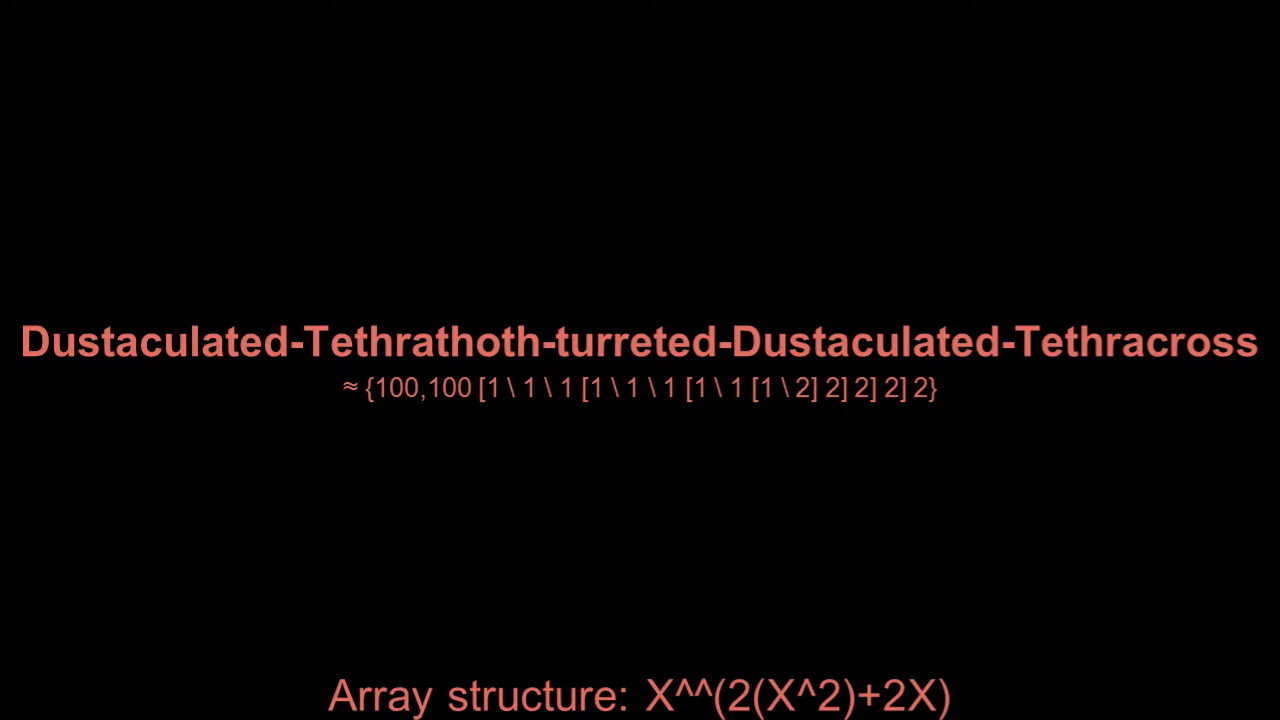 Dustaculated-Tethrathoth-turreted-Dustaculated-Tethracross
≈ {100,100 [1 \ 1 \ 1 [1 \ 1 \ 1 [1 \ 1 [1 \ 2] 2] 2] 2] 2}
Array structure: X^^(2(X^2)+2X)